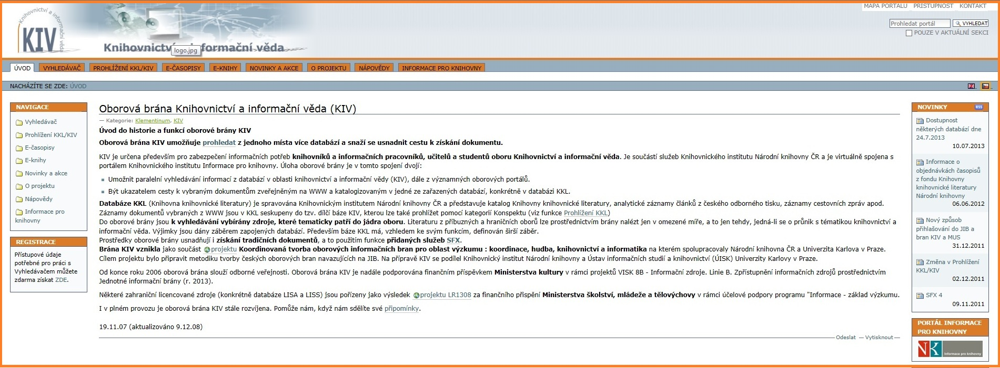 MAPA PORTÁLU PŘÍSTUPNOST KONTAKT
Knihovnictví a informační věda
KIV
Prohledat portál VYHLEDAT
POUZE V AKTUÁLNÍ SEKCI
Knihovnictví formační věda
logo.jpg
ÚVOD VYHLEDÁVAČ PROHLÍŽENÍ KKL/KIV E-ČASOPISY E-KNIHY NOVINKY A AKCE O PROJEKTU NÁPOVĚDY INFORMACE PRO KNIHOVNY
NACHÁZÍTE SE ZDE: ÚVOD
NAVIGACE
Vyhledávač
Prohlížení KKL/KIV
E-časopisy
E-knihy
Novinky a akce
O projektu
Nápovědy
Informace pro
knihovny
REGISTRACE
Přístupové údaje
potřebné pro práci s
Vyhledávačem můžete
zdarma získat ZDE.
Oborová brána Knihovnictví a informační věda (KIV)
— Kategorie: Klementinum, KIV
Úvod do historie a funkcí oborové brány KIV
Oborová brána KIV umožňuje prohledat z jednoho místa více databází a snaží se usnadnit cestu k získání dokumentu.
KIV je určena především pro zabezpečení informačních potřeb knihovníků a informačních pracovníků, učitelů a studentů oboru Knihovnictví a informační věda. Je součástí služeb Knihovnického institutu Národní knihovny ČR a je virtuálně spojena s
portálem Knihovnického institutu Informace pro knihovny. Úloha oborové brány je v tomto spojení dvojí:
Umožnit paralelní vyhledávání informací z databází v oblasti knihovnictví a informační vědy (KIV), dále z významných oborových portálů.
Být ukazatelem cesty k vybraným dokumentům zveřejněným na WWW a katalogizovaným v jedné ze zařazených databází, konkrétně v databázi KKL.
Databáze KKL (Knihovna knihovnické literatury) je spravována Knihovnickým institutem Národní knihovny ČR a představuje katalog Knihovny knihovnické literatury, analytické záznamy článků z českého odborného tisku, záznamy cestovních zpráv apod.
Záznamy dokumentů vybraných z WWW jsou v KKL seskupeny do tzv. dílčí báze KIV, kterou lze také prohlížet pomocí kategorií Konspektu (viz funkce Prohlížení KKL)
Do oborové brány jsou k vyhledávání vybírány zdroje, které tematicky patří do jádra oboru. Literaturu z příbuzných a hraničních oborů lze prostřednictvím brány nalézt jen v omezené míře, a to jen tehdy, jedná-li se o průnik s tématikou knihovnictví a
informační věda. Výjimky jsou dány záběrem zapojených databází. Především báze KKL má, vzhledem ke svým funkcím, definován širší záběr.
Prostředky oborové brány usnadňují i získání tradičních dokumentů, a to použitím funkce přidaných služeb SFX.
Brána KIV vznikla jako součást projektu Koordinovaná tvorba oborových informačních bran pro oblast výzkumu : koordinace, hudba, knihovnictví a informatika na kterém spolupracovaly Národní knihovna ČR a Univerzita Karlova v Praze.
Cílem projektu bylo připravit metodiku tvorby českých oborových bran navazujících na JIB. Na přípravě KIV se podílel Knihovnický institut Národní knihovny a Ústav informačních studií a knihovnictví (ÚISK) Univerzity Karlovy v Praze.
Od konce roku 2006 oborová brána slouží odborné veřejnosti. Oborová brána KIV je nadále podporována finančním příspěvkem Ministerstva kultury v rámci projektů VISK 8B - Informační zdroje. Linie B. Zpřístupnění informačních zdrojů prostřednictvím
Jednotné informační brány (r. 2013).
Některé zahraniční licencované zdroje (konkrétně databáze LISA a LISS) jsou pořízeny jako výsledek projektu LR1308 za finančního přispění Ministerstva školství, mládeže a tělovýchovy v rámci účelové podpory programu "Informace - základ výzkumu.
I v plném provozu je oborová brána KIV stále rozvíjena. Pomůže nám, když nám sdělíte své připomínky.
19.11.07 (aktualizováno 9.12.08)
Odeslat — Vytisknout —
NOVINKY RSS
Dostupnost
některých databází dne
24.7.2013
10.07.2013
Informace o
objednávkách časopisů
z fondu Knihovny
knihovnické literatury
Národní knihovny
06.06.2012
Nový způsob
přihlašování do JIB a
bran KIV a MUS
31.12.2011
Změna v Prohlížení
KKL/KIV
02.12.2011
SFX 4
09.11.2011
PORTÁL INFORMACE
PRO KNIHOVNY
NK Informace pro knihovny